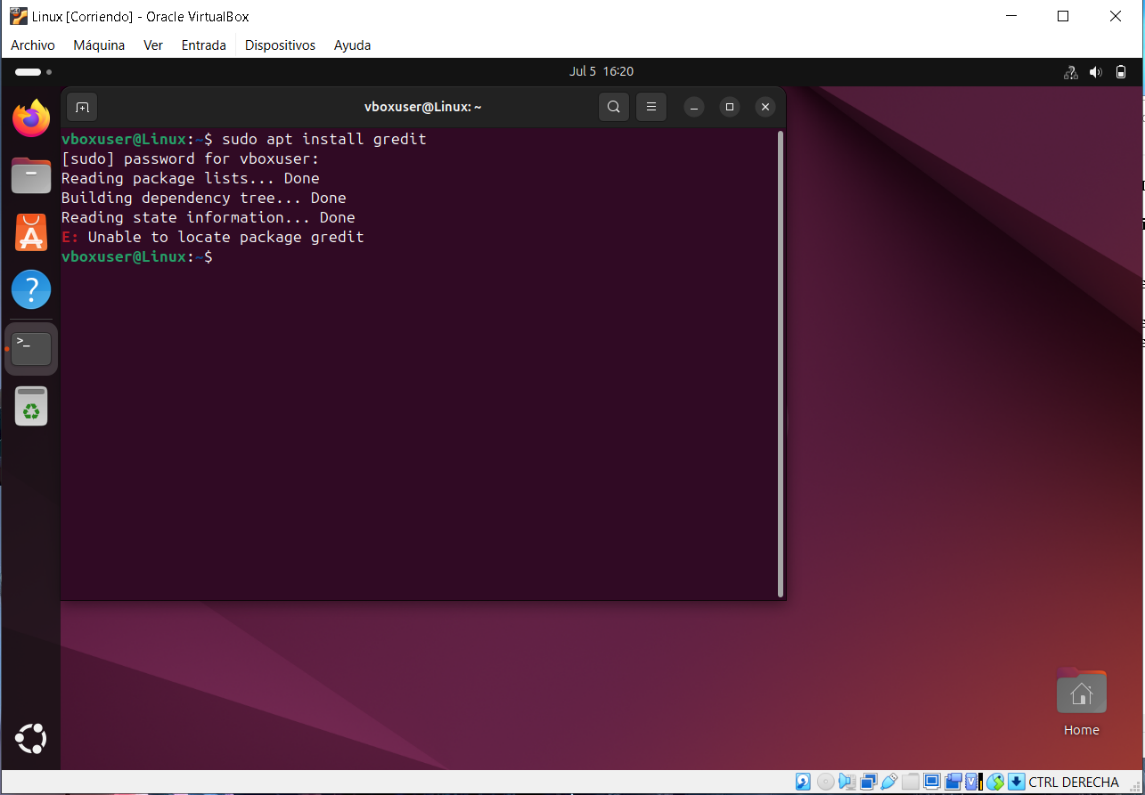 Linux [Corriendo] - Oracle VirtualBox
Archivo Máquina Ver Entrada Dispositivos Ayuda
Jul 5 16:20
vboxuser@Linux: ~
vboxuser@Linux:~$ sudo apt install gredit
[sudo] password for vboxuser:
Reading package lists... Done
Building dependency tree... Done
Reading state information... Done
E: Unable to locate package gredit
vboxuser@Linux:~$
Home
CTRL DERECHA